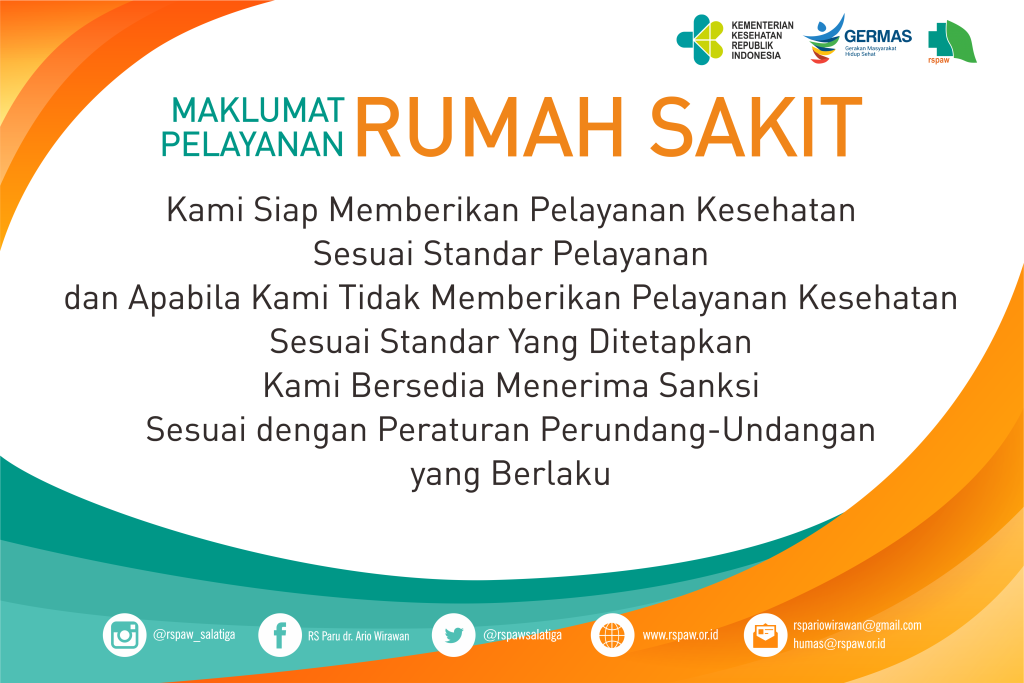 KEMENTERIAN
KESEHATAN
REPUBLIK
INDONESIA
GERMAS
Gerakan Masyarakat
Hidup Sehat
rspaw
MAKLUMAT
PELAYANAN
RUMAH SAKIT
Kami Siap Memberikan Pelayanan Kesehatan
Sesuai Standar Pelayanan
dan Apabila Kami Tidak Memberikan Pelayanan Kesehatan
Sesuai Standar Yang Ditetapkan
Kami Bersedia Menerima Sanksi
Sesuai dengan Peraturan Perundang-Undangan
yang Berlaku
@rspaw_salatiga
RS Paru dr. Ario Wirawan
@rspawsalatiga
www.rspaw.or.id
rspariowirawan@gmail.com
humas@rspaw.or.id